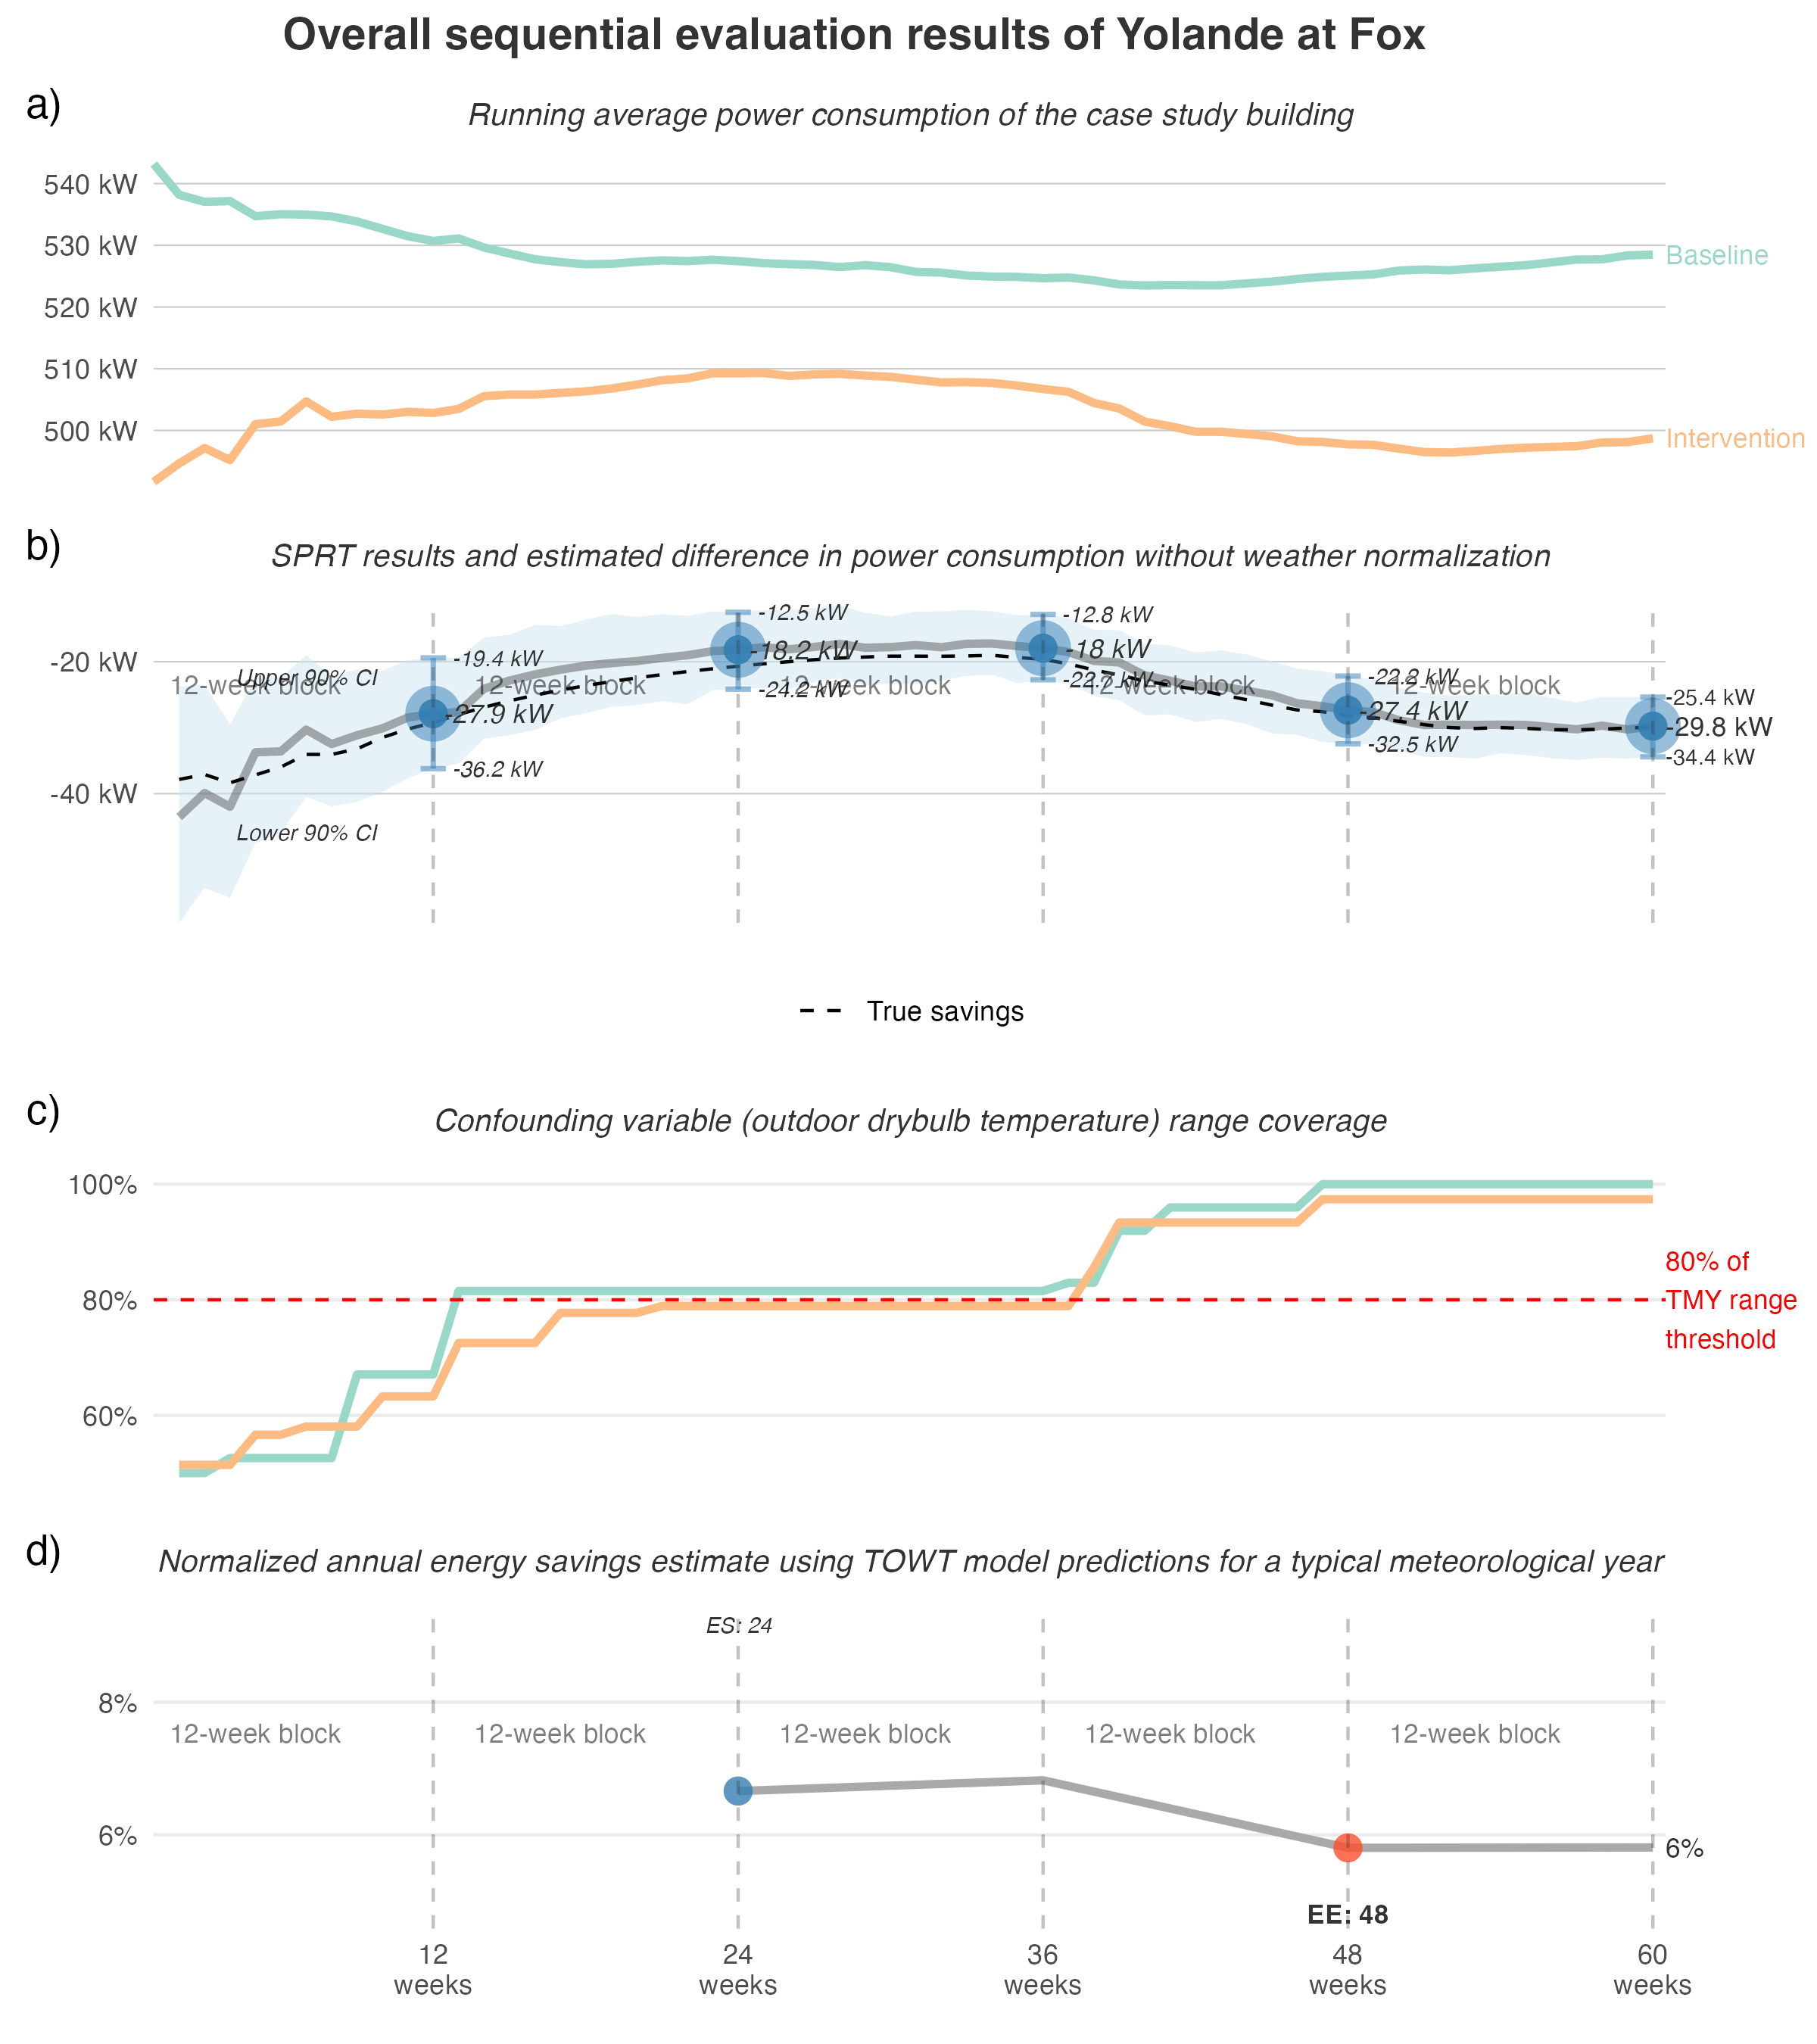 Overall sequential evaluation results of Yolande at Fox
a)
Running average power consumption of the case study building
540 kW
530 kW
520 kW
510 kW
500 kW
Baseline
Intervention
b)
SPRT results and estimated difference in power consumption without weather normalization
-20 kW
-40 kW
Upper 90% CI
Lower 90% CI
12-week block
12-week block
12-week block
12-week block
12-week block
-19.4 kW
-27.9 kW
-36.2 kW
-12.5 kW
-18.2 kW
-24.2 kW
-12.8 kW
-18 kW
-22.7 kW
-27.4 kW
-32.5 kW
-25.4 kW
-29.8 kW
-34.4 kW
True savings
c)
Confounding variable (outdoor drybulb temperature) range coverage
100%
80%
60%
80% of
TMY range
threshold
d)
Normalized annual energy savings estimate using TOWT model predictions for a typical meteorological year
ES: 24
8%
6%
12-week block
12-week block
12-week block
12-week block
12-week block
6%
EE: 48
12
weeks
24
weeks
36
weeks
48
weeks
60
weeks